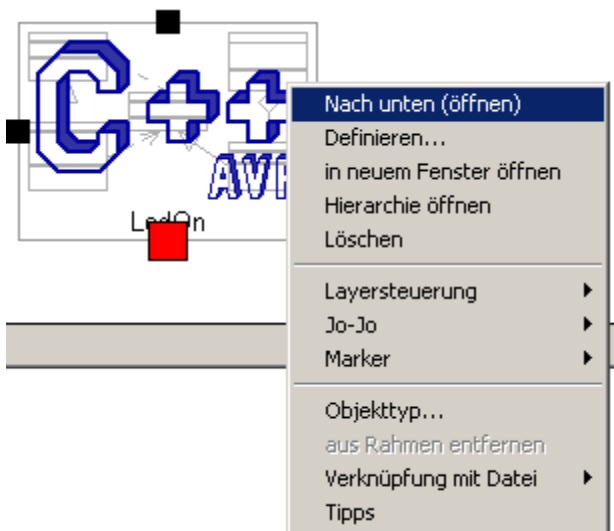 C++
AVR
LedOn
Nach unten (öffnen)
Definieren...
in neuem Fenster öffnen
Hierarchie öffnen
Löschen
Layersteuerung
Jo-Jo
Marker
Objekttyp...
aus Rahmen entfernen
Verknüpfung mit Datei
Tipps